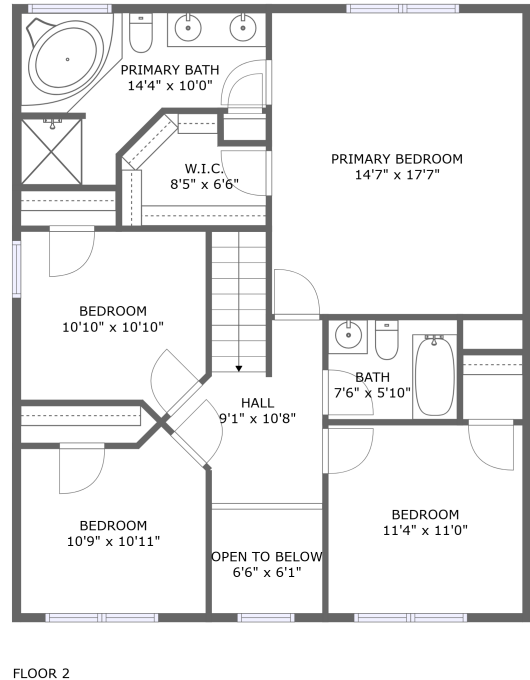 PRIMARY BATH
14'4" x 10'0"
W.I.C.
8'5" x 6'6"
PRIMARY BEDROOM
14'7" x 17'7"
BEDROOM
10'10" x 10'10"
BATH
7'6" x 5'10"
HALL
9'1" x 10'8"
BEDROOM
10'9" x 10'11"
OPEN TO BELOW
6'6" x 6'1"
BEDROOM
11'4" x 11'0"
FLOOR 2